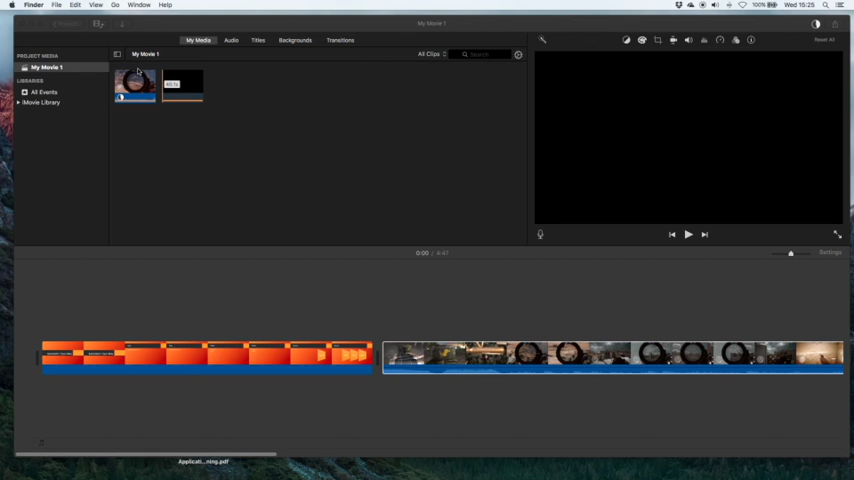 Finder File Edit View Go Window Help 100% Wed 15:25
My Movie 1
My Media Audio Titles Backgrounds Transitions Reset All
PROJECT MEDIA My Movie 1 All Clips Search
My Movie 1
LIBRARIES
All Events
iMovie Library
0:00 / 4:47 Settings
Applicati...ning.pdf